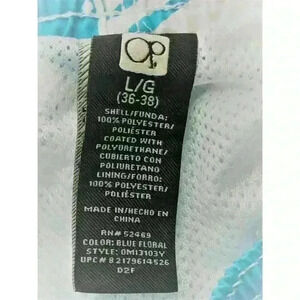 Op
L/G
(36-38)
SHELL/FUNDA:
100% POLYESTER/
POLIÉSTER
COATED WITH
POLYURETHANE/
CUBIERTO CON
POLIURETANO
LINING/FORRO:
100% POLYESTER/
POLIÉSTER
MADE IN/HECHO EN
CHINA
RN# 52469
COLOR: BLUE FLORAL
STYLE: OM13103Y
UPC# 82179614526
D2F